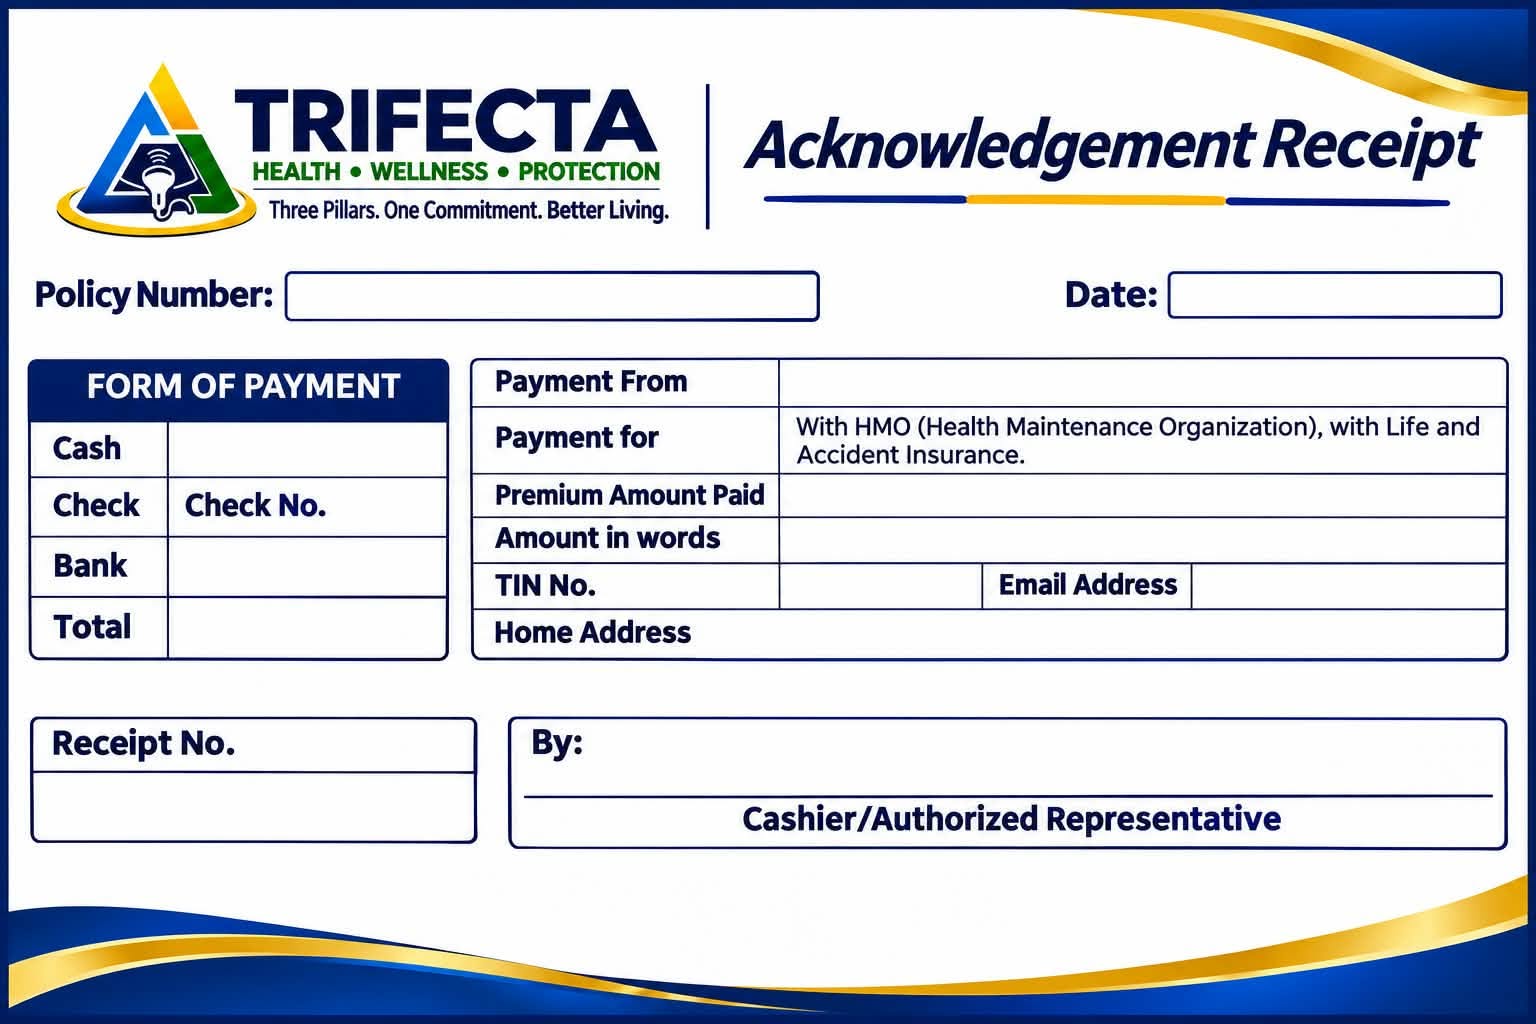 TRIFECTA
HEALTH • WELLNESS • PROTECTION
Three Pillars. One Commitment. Better Living.
Acknowledgement Receipt
Policy Number:
Date:
FORM OF PAYMENT
Cash
Check Check No.
Bank
Total
Payment From
Payment for With HMO (Health Maintenance Organization), with Life and
Accident Insurance.
Premium Amount Paid
Amount in words
TIN No. Email Address
Home Address
Receipt No.
By:
Cashier/Authorized Representative